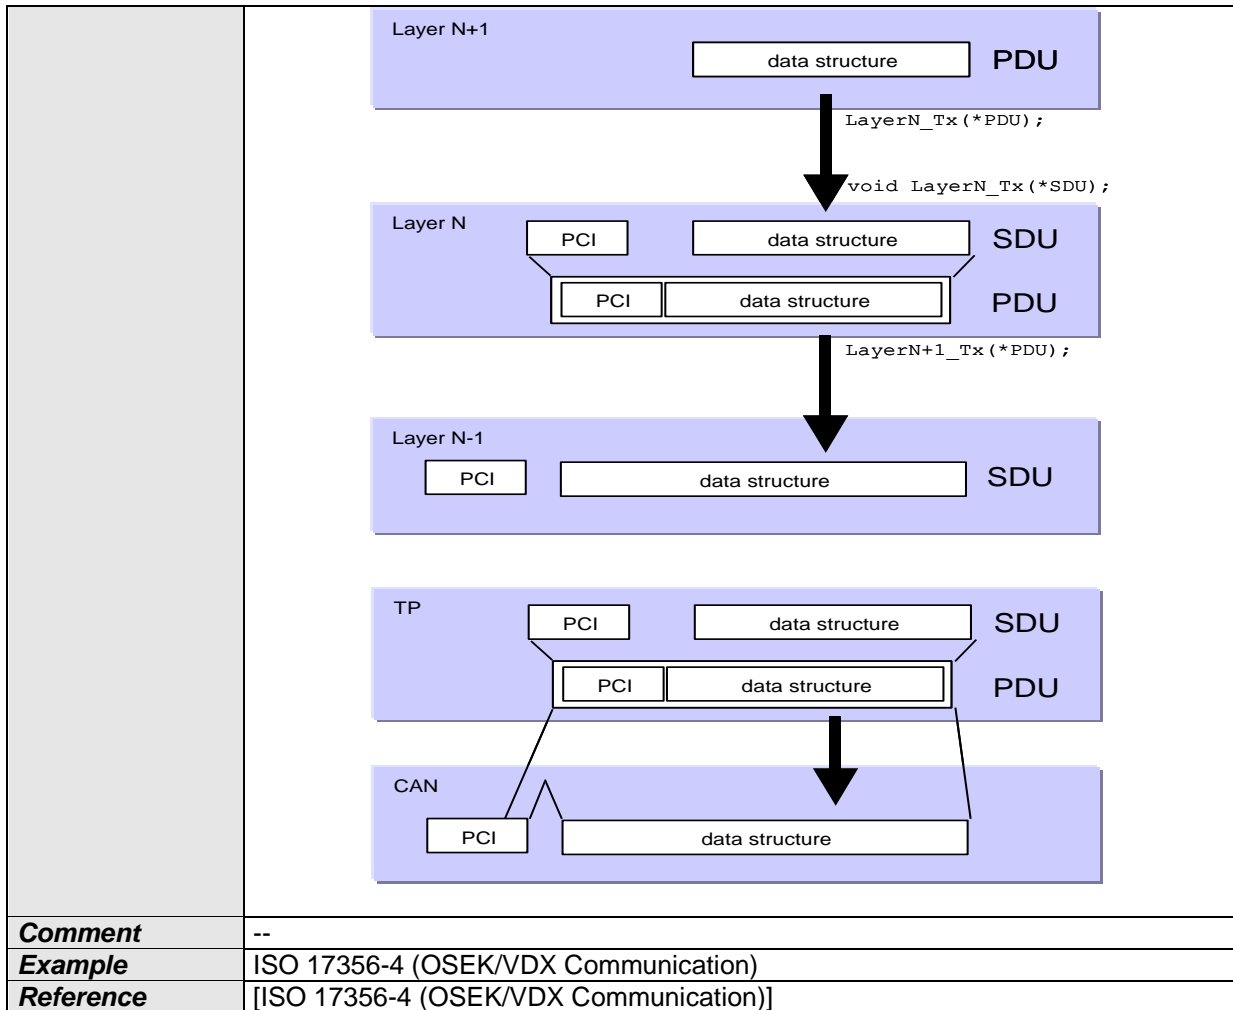 Layer N+1
data structure PDU
LayerN_Tx(*PDU);
void LayerN_Tx(*SDU);
Layer N
PCI data structure SDU
PCI data structure PDU
LayerN+1_Tx(*PDU);
Layer N-1
PCI data structure SDU
TP
PCI data structure SDU
PCI data structure PDU
CAN
PCI data structure
Comment --
Example ISO 17356-4 (OSEK/VDX Communication)
Reference [ISO 17356-4 (OSEK/VDX Communication)]